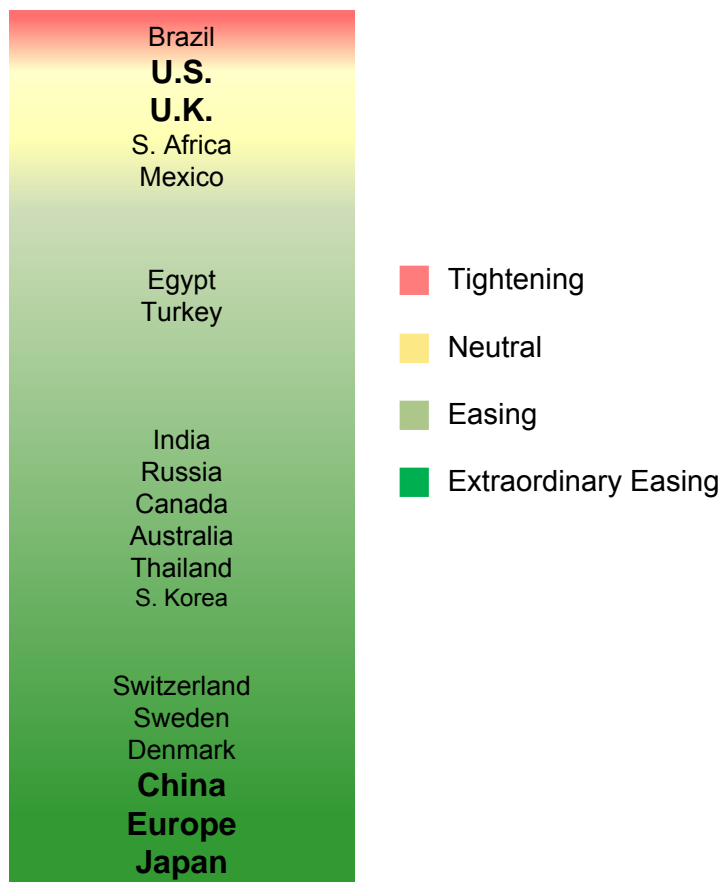 Brazil
U.S.
U.K.
S. Africa
Mexico
Egypt
Turkey
India
Russia
Canada
Australia
Thailand
S. Korea
Switzerland
Sweden
Denmark
China
Europe
Japan
Tightening
Neutral
Easing
Extraordinary Easing